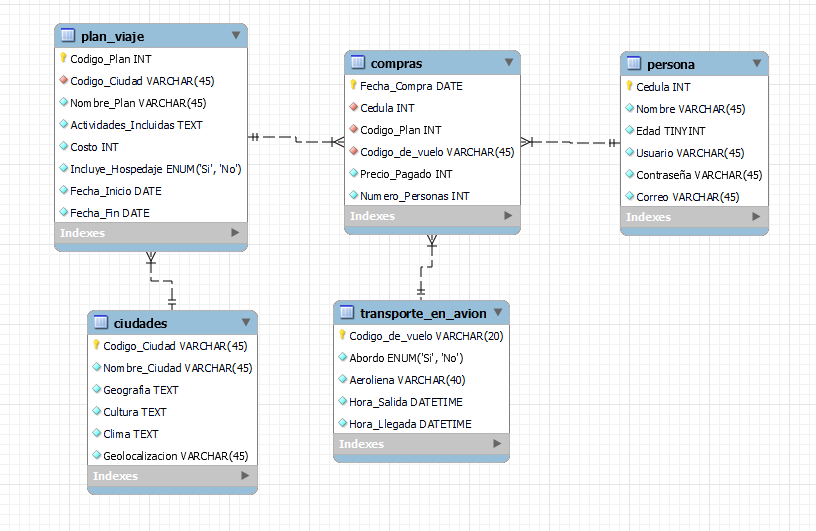 plan_viaje
Codigo_Plan INT
Codigo_Ciudad VARCHAR(45)
Nombre_Plan VARCHAR(45)
Actividades_Incluidas TEXT
Costo INT
Incluye_Hospedaje ENUM('Si', 'No')
Fecha_Inicio DATE
Fecha_Fin DATE
Indexes
compras
Fecha_Compra DATE
Cedula INT
Codigo_Plan INT
Codigo_de_vuelo VARCHAR(45)
Precio_Pagado INT
Numero_Personas INT
Indexes
persona
Cedula INT
Nombre VARCHAR(45)
Edad TINYINT
Usuario VARCHAR(45)
Contraseña VARCHAR(45)
Correo VARCHAR(45)
Indexes
ciudades
Codigo_Ciudad VARCHAR(45)
Nombre_Ciudad VARCHAR(45)
Geografia TEXT
Cultura TEXT
Clima TEXT
Geolocalizacion VARCHAR(45)
Indexes
transporte_en_avion
Codigo_de_vuelo VARCHAR(20)
Abordo ENUM('Si', 'No')
Aeroliena VARCHAR(40)
Hora_Salida DATETIME
Hora_Llegada DATETIME
Indexes